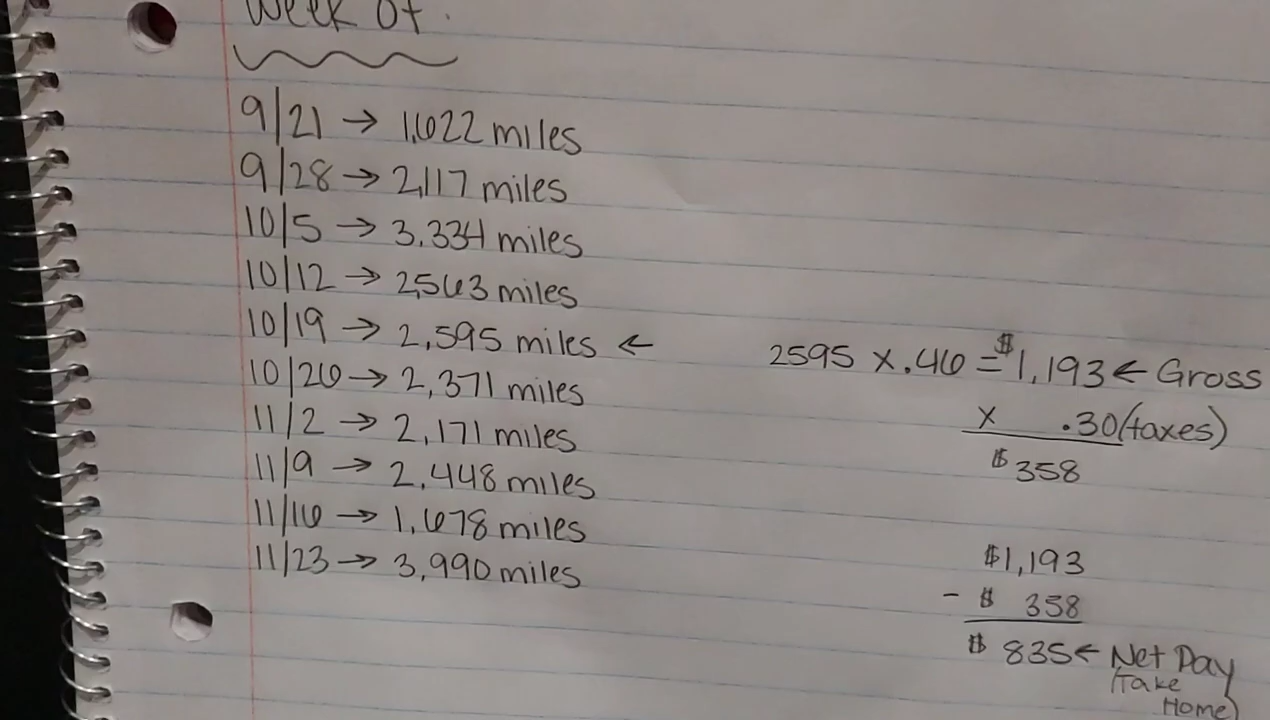 Week Of.
9/21 → 1,622 miles
9/28 → 2,117 miles
10/5 → 3,334 miles
10/12 → 2,563 miles
10/19 → 2,595 miles ←
10/26 → 2,371 miles
11/2 → 2,171 miles
11/9 → 2,448 miles
11/16 → 1,678 miles
11/23 → 3,990 miles
2595 x .46 = $1,193 ← Gross
x .30 (taxes)
$358
$1,193
- $ 358
$ 835 ← Net Pay
(Take
Home)